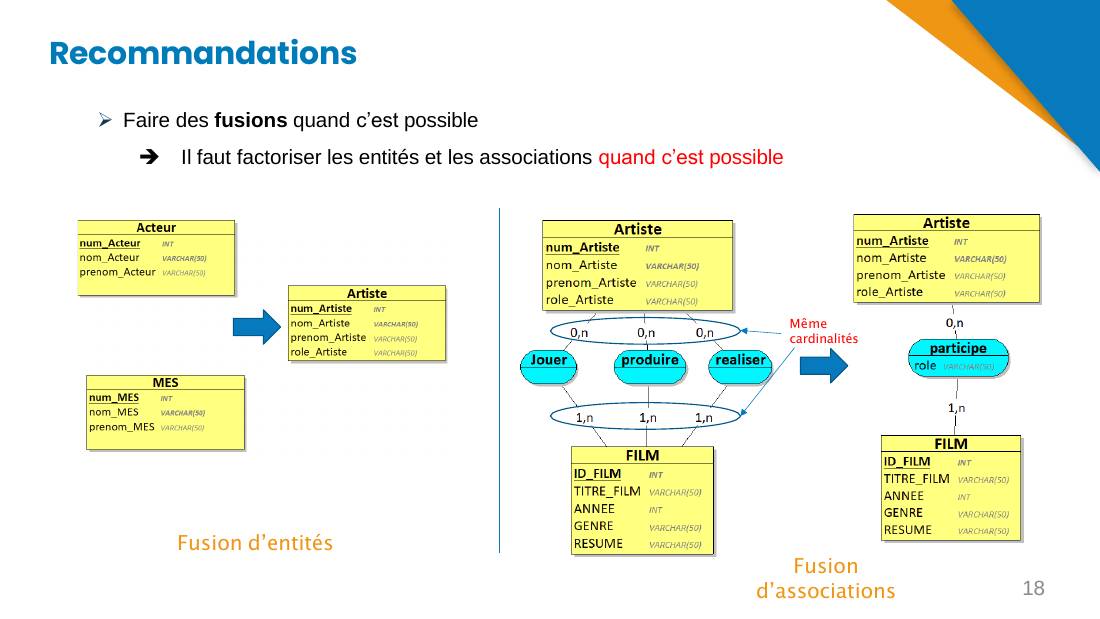 Recommandations
➢ Faire des fusions quand c’est possible
➔ Il faut factoriser les entités et les associations quand c’est possible
Acteur
num_Acteur INT
nom_Acteur VARCHAR(50)
prenom_Acteur VARCHAR(50)
MES
num_MES INT
nom_MES VARCHAR(50)
prenom_MES VARCHAR(50)
Artiste
num_Artiste INT
nom_Artiste VARCHAR(50)
prenom_Artiste VARCHAR(50)
role_Artiste VARCHAR(50)
Fusion d’entités
Artiste
num_Artiste INT
nom_Artiste VARCHAR(50)
prenom_Artiste VARCHAR(50)
role_Artiste VARCHAR(50)
0,n 0,n 0,n
Jouer produire realiser
1,n 1,n 1,n
FILM
ID_FILM INT
TITRE_FILM VARCHAR(50)
ANNEE INT
GENRE VARCHAR(50)
RESUME VARCHAR(50)
Même
cardinalités
Artiste
num_Artiste INT
nom_Artiste VARCHAR(50)
prenom_Artiste VARCHAR(50)
role_Artiste VARCHAR(50)
0,n
participe
role VARCHAR(50)
1,n
FILM
ID_FILM INT
TITRE_FILM VARCHAR(50)
ANNEE INT
GENRE VARCHAR(50)
RESUME VARCHAR(50)
Fusion
d’associations
18